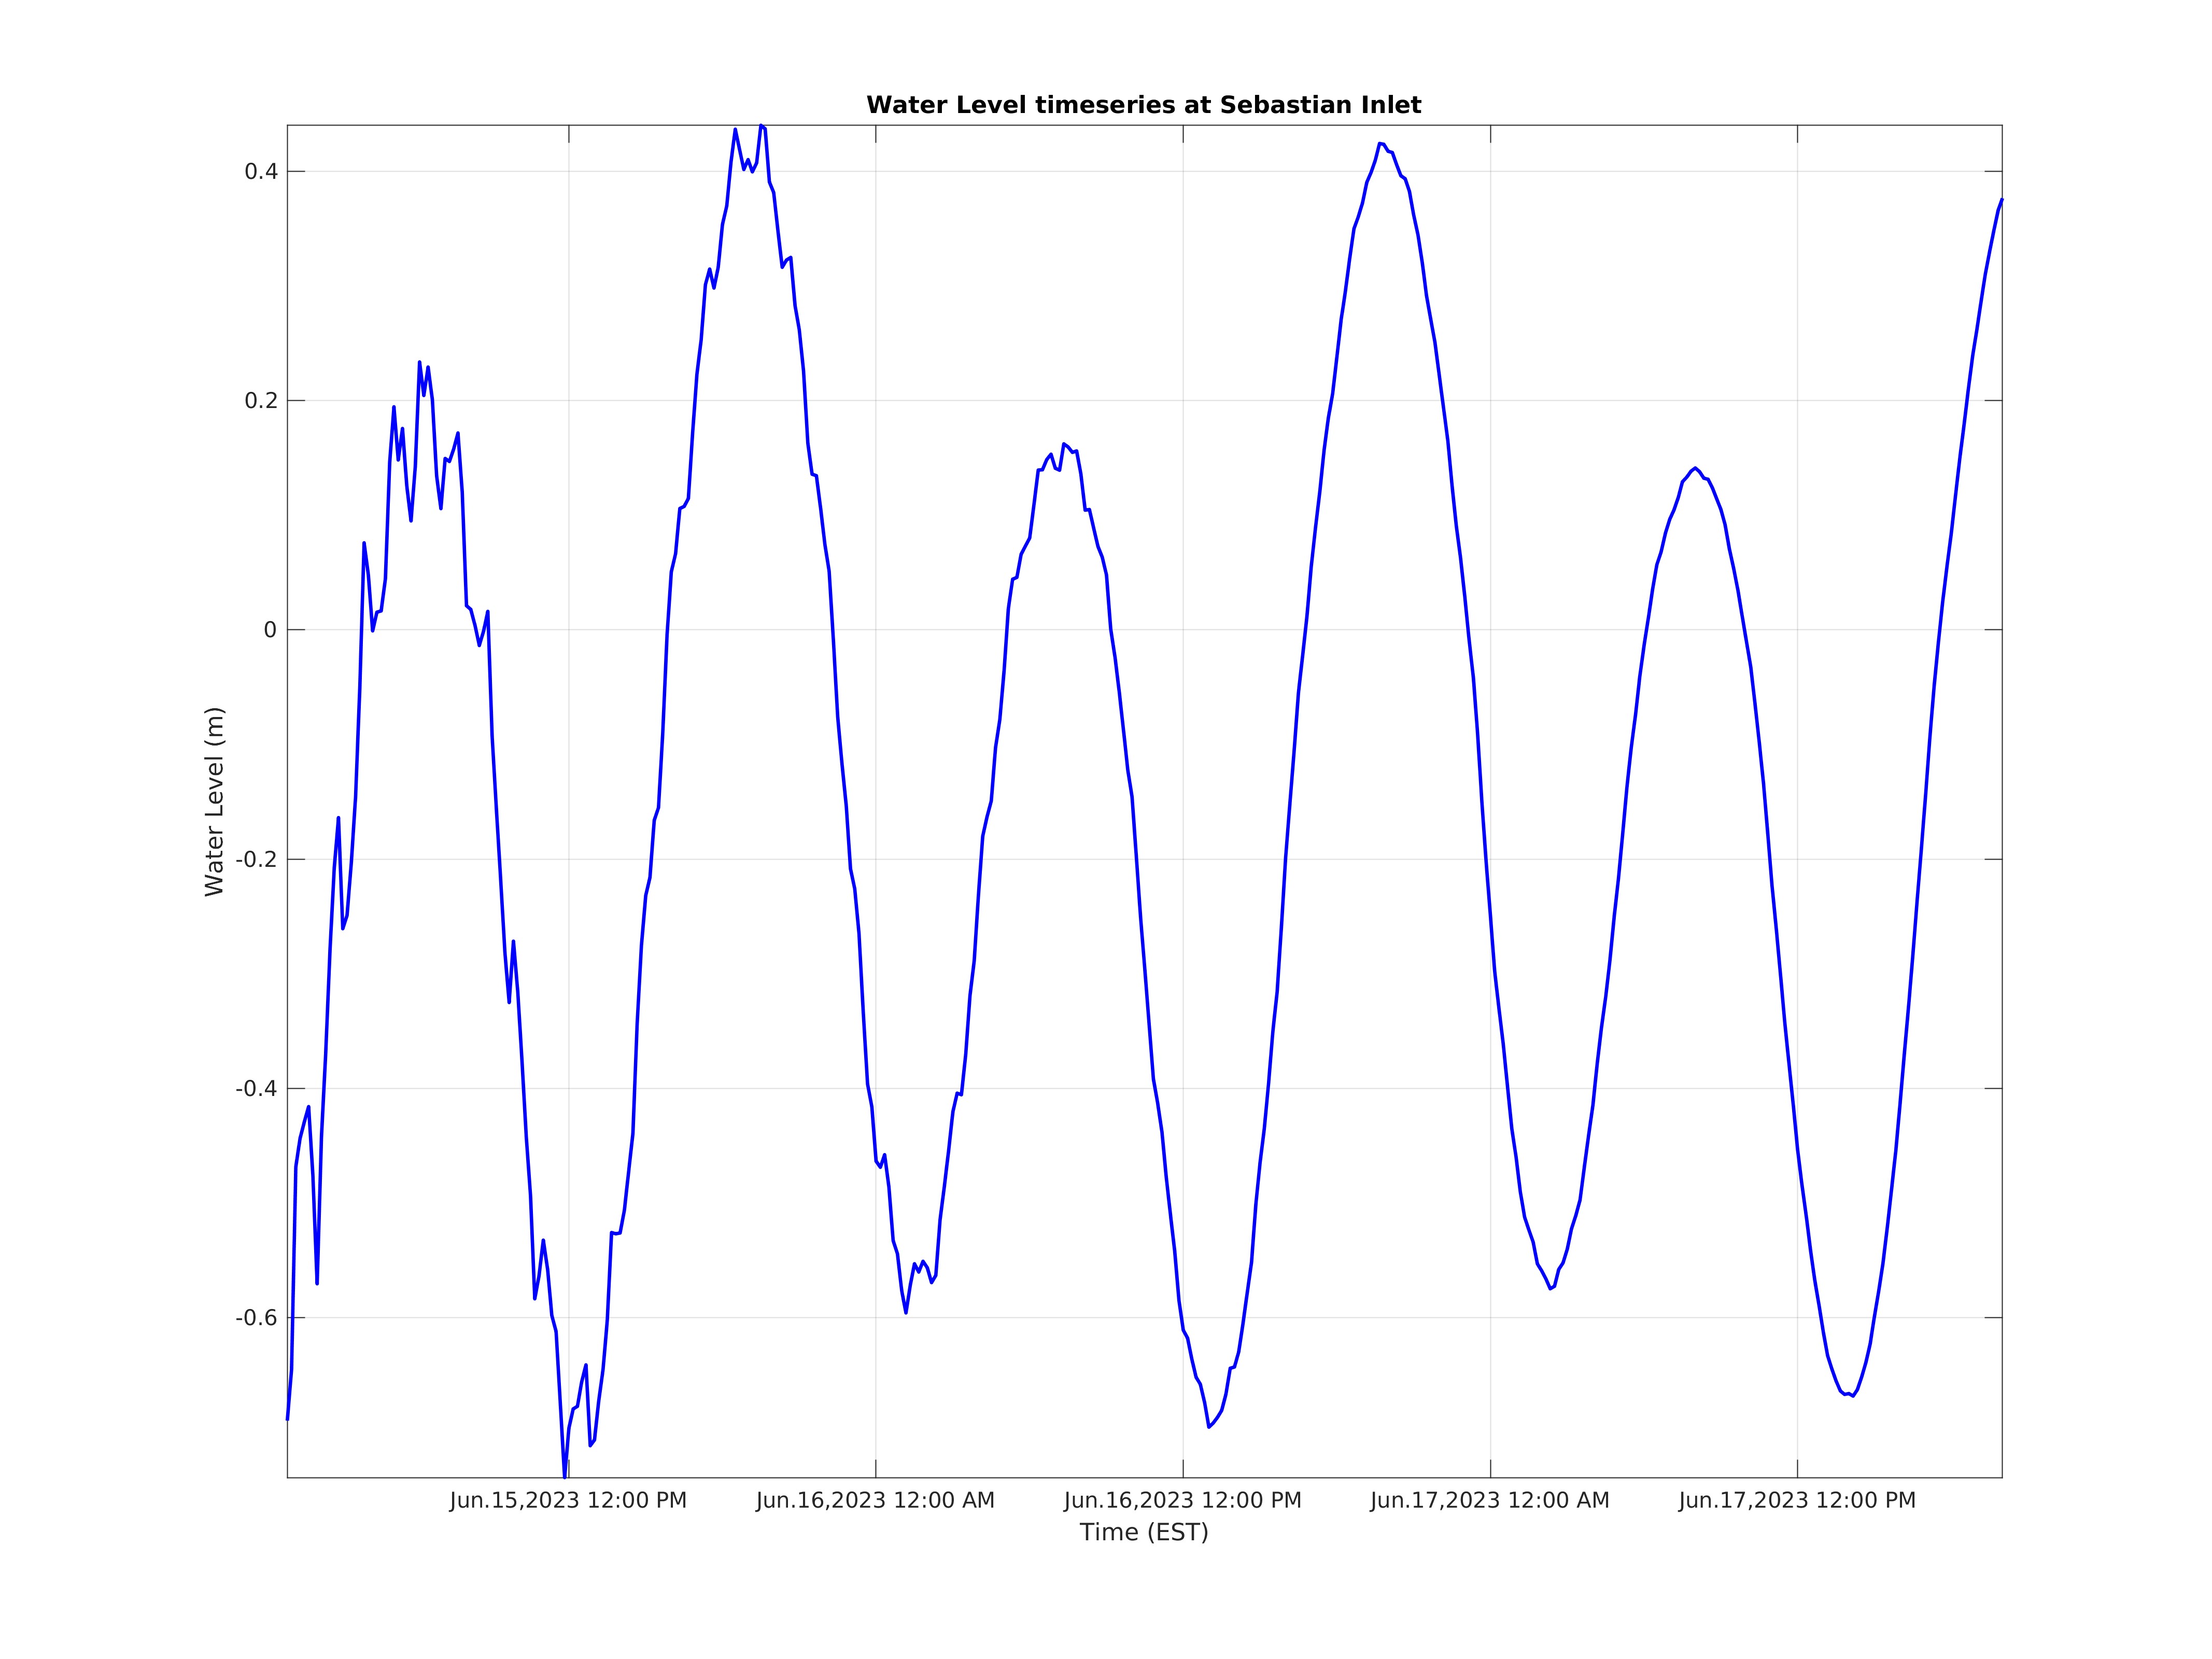 Water Level timeseries at Sebastian Inlet
0.4
0.2
0
-0.2
-0.4
-0.6
Water Level (m)
Jun.15,2023 12:00 PM
Jun.16,2023 12:00 AM
Jun.16,2023 12:00 PM
Jun.17,2023 12:00 AM
Jun.17,2023 12:00 PM
Time (EST)